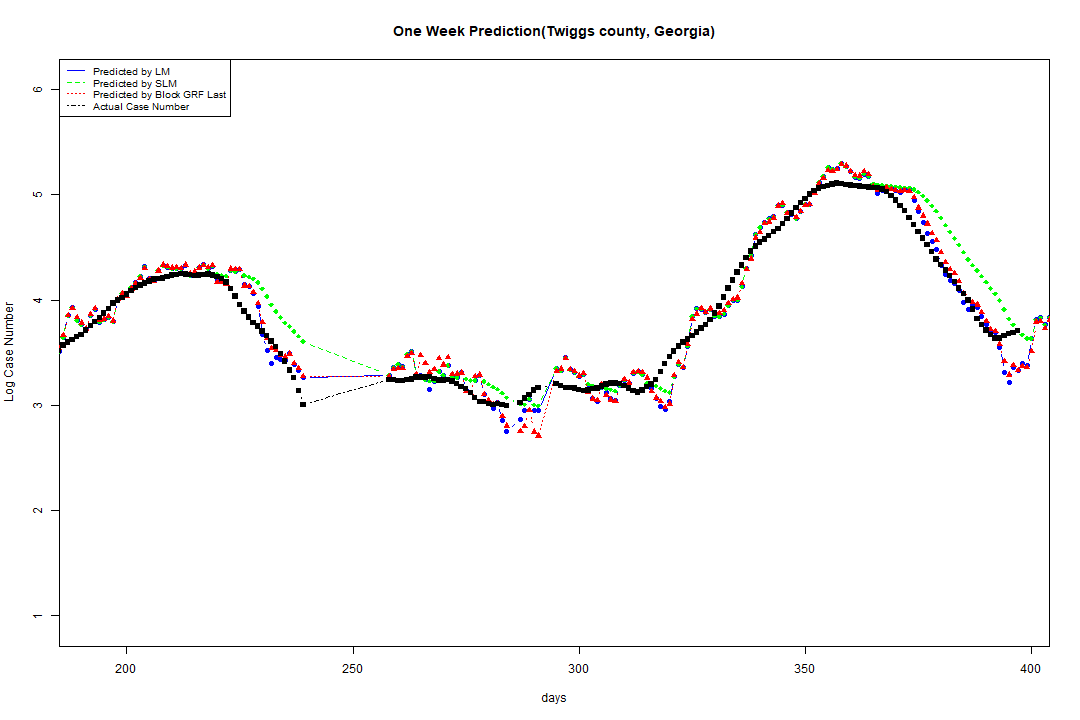 One Week Prediction(Twiggs county, Georgia)
Predicted by LM
Predicted by SLM
Predicted by Block GRF Last
Actual Case Number
6
5
4
3
2
1
Log Case Number
200 250 300 350 400
days